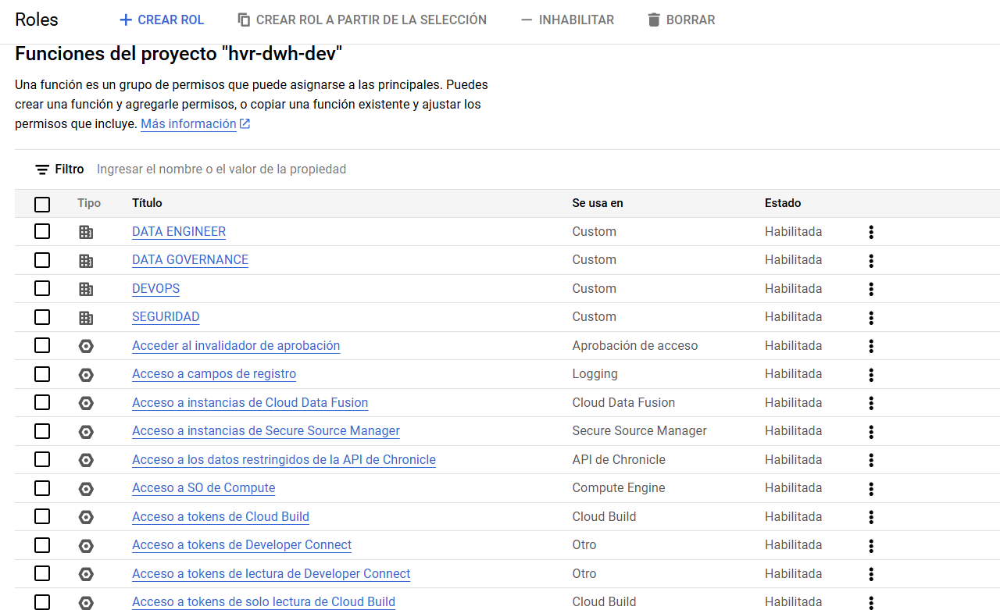 Roles
CREAR ROL
CREAR ROL A PARTIR DE LA SELECCIÓN
INHABILITAR
BORRAR
Funciones del proyecto "hvr-dwh-dev"
Una función es un grupo de permisos que puede asignarse a las principales. Puedes
crear una función y agregarle permisos, o copiar una función existente y ajustar los
permisos que incluye. Más información
Filtro Ingresar el nombre o el valor de la propiedad
Tipo Título Se usa en Estado
DATA ENGINEER Custom Habilitada
DATA GOVERNANCE Custom Habilitada
DEVOPS Custom Habilitada
SEGURIDAD Custom Habilitada
Acceder al invalidador de aprobación Aprobación de acceso Habilitada
Acceso a campos de registro Logging Habilitada
Acceso a instancias de Cloud Data Fusion Cloud Data Fusion Habilitada
Acceso a instancias de Secure Source Manager Secure Source Manager Habilitada
Acceso a los datos restringidos de la API de Chronicle API de Chronicle Habilitada
Acceso a SO de Compute Compute Engine Habilitada
Acceso a tokens de Cloud Build Cloud Build Habilitada
Acceso a tokens de Developer Connect Otro Habilitada
Acceso a tokens de lectura de Developer Connect Otro Habilitada
Acceso a tokens de solo lectura de Cloud Build Cloud Build Habilitada